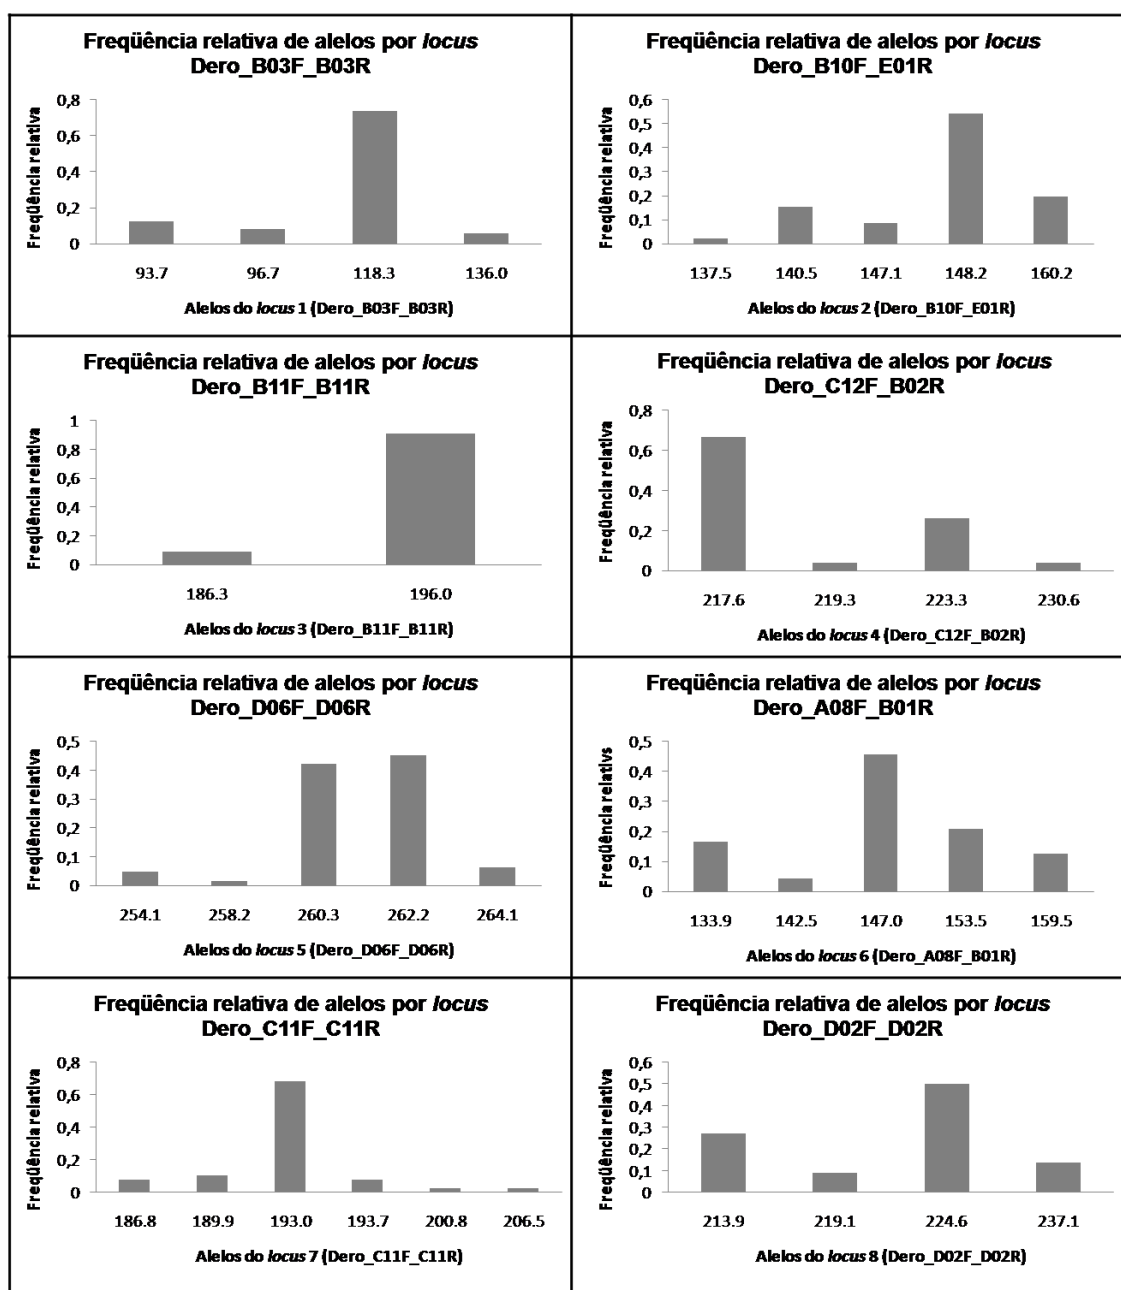 Freqüência relativa de alelos por locus
Dero_B03F_B03R
Freqüência relativa
0,8
0,6
0,4
0,2
0
93.7 96.7 118.3 136.0
Alelos do locus 1 (Dero_B03F_B03R)
Freqüência relativa de alelos por locus
Dero_B10F_E01R
Freqüência relativa
0,6
0,5
0,4
0,3
0,2
0,1
0
137.5 140.5 147.1 148.2 160.2
Alelos do locus 2 (Dero_B10F_E01R)
Freqüência relativa de alelos por locus
Dero_B11F_B11R
Freqüência relativa
1
0,8
0,6
0,4
0,2
0
186.3 196.0
Alelos do locus 3 (Dero_B11F_B11R)
Freqüência relativa de alelos por locus
Dero_C12F_B02R
Freqüência relativa
0,8
0,6
0,4
0,2
0
217.6 219.3 223.3 230.6
Alelos do locus 4 (Dero_C12F_B02R)
Freqüência relativa de alelos por locus
Dero_D06F_D06R
Freqüência relativa
0,5
0,4
0,3
0,2
0,1
0
254.1 258.2 260.3 262.2 264.1
Alelos do locus 5 (Dero_D06F_D06R)
Freqüência relativa de alelos por locus
Dero_A08F_B01R
Freqüência relativs
0,5
0,4
0,3
0,2
0,1
0
133.9 142.5 147.0 153.5 159.5
Alelos do locus 6 (Dero_A08F_B01R)
Freqüência relativa de alelos por locus
Dero_C11F_C11R
Freqüência relativa
0,8
0,6
0,4
0,2
0
186.8 189.9 193.0 193.7 200.8 206.5
Alelos do locus 7 (Dero_C11F_C11R)
Freqüência relativa de alelos por locus
Dero_D02F_D02R
Freqüência relativa
0,6
0,5
0,4
0,3
0,2
0,1
0
213.9 219.1 224.6 237.1
Alelos do locus 8 (Dero_D02F_D02R)